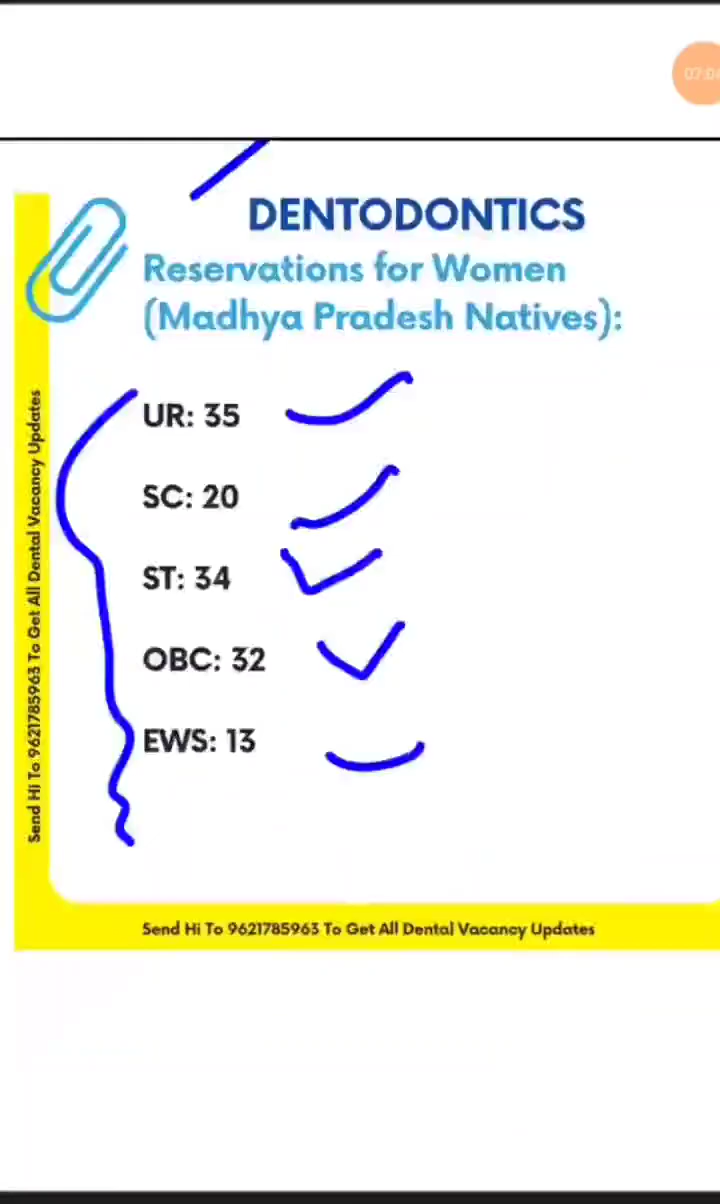 DENTODONTICS
Reservations for Women
(Madhya Pradesh Natives):
UR: 35
SC: 20
ST: 34
OBC: 32
EWS: 13
Send Hi To 9621785963 To Get All Dental Vacancy Updates
Send Hi To 9621785963 To Get All Dental Vacancy Updates